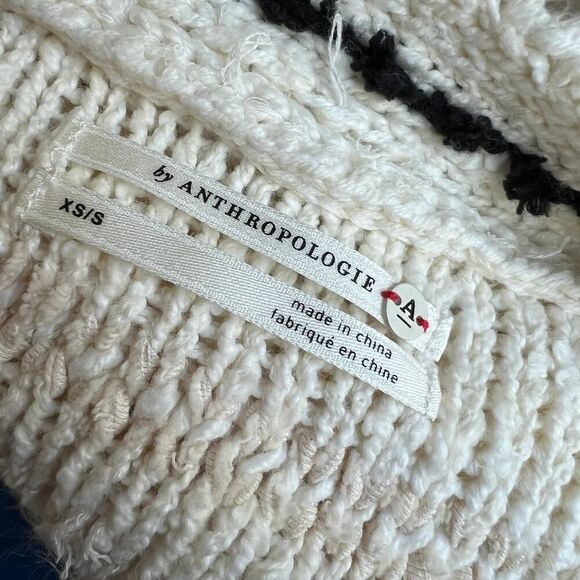 by ANTHROPOLOGIE
A
XS/S
made in china
fabriqué en chine